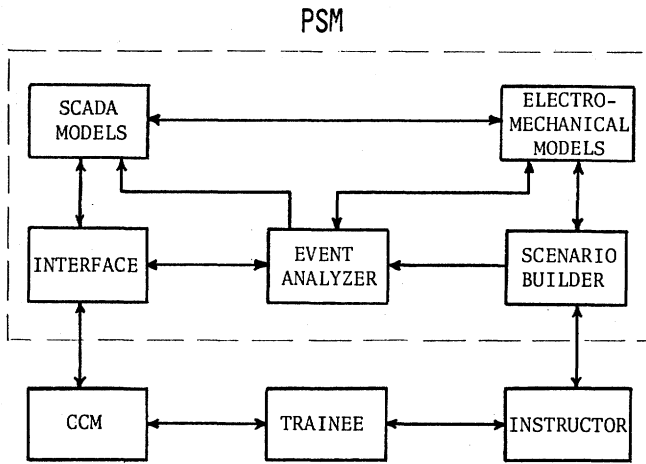 PSM
SCADA
MODELS
ELECTRO-
MECHANICAL
MODELS
INTERFACE
EVENT
ANALYZER
SCENARIO
BUILDER
CCM
TRAINEE
INSTRUCTOR